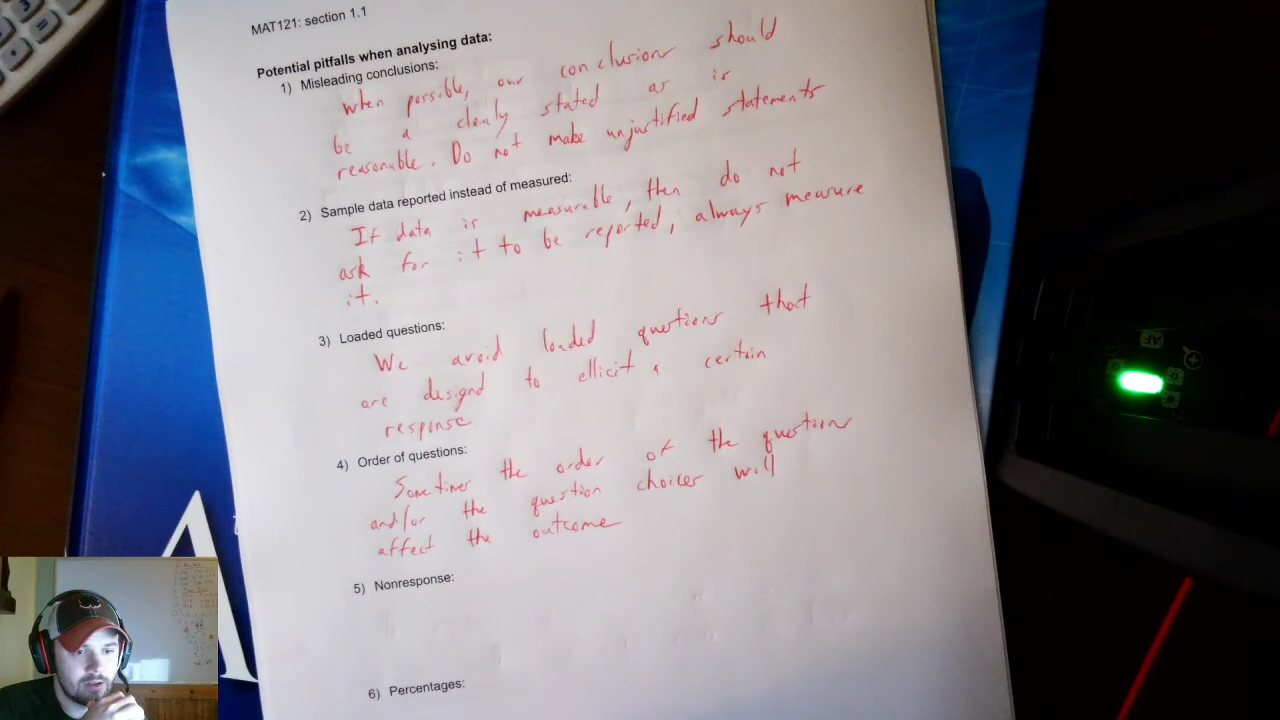 MAT121: section 1.1
Potential pitfalls when analysing data:
1) Misleading conclusions:
When possible, our conclusion should
be a clearly stated as is
reasonable. Do not make unjustified statements
2) Sample data reported instead of measured:
If data is measurable, then do not
ask for it to be reported, always measure
it.
3) Loaded questions:
We avoid loaded questions that
are designd to ellicit a certain
response
4) Order of questions:
Sometimes the order of the question
and/or the question choices will
affect the outcome
5) Nonresponse:
6) Percentages:
A
AF